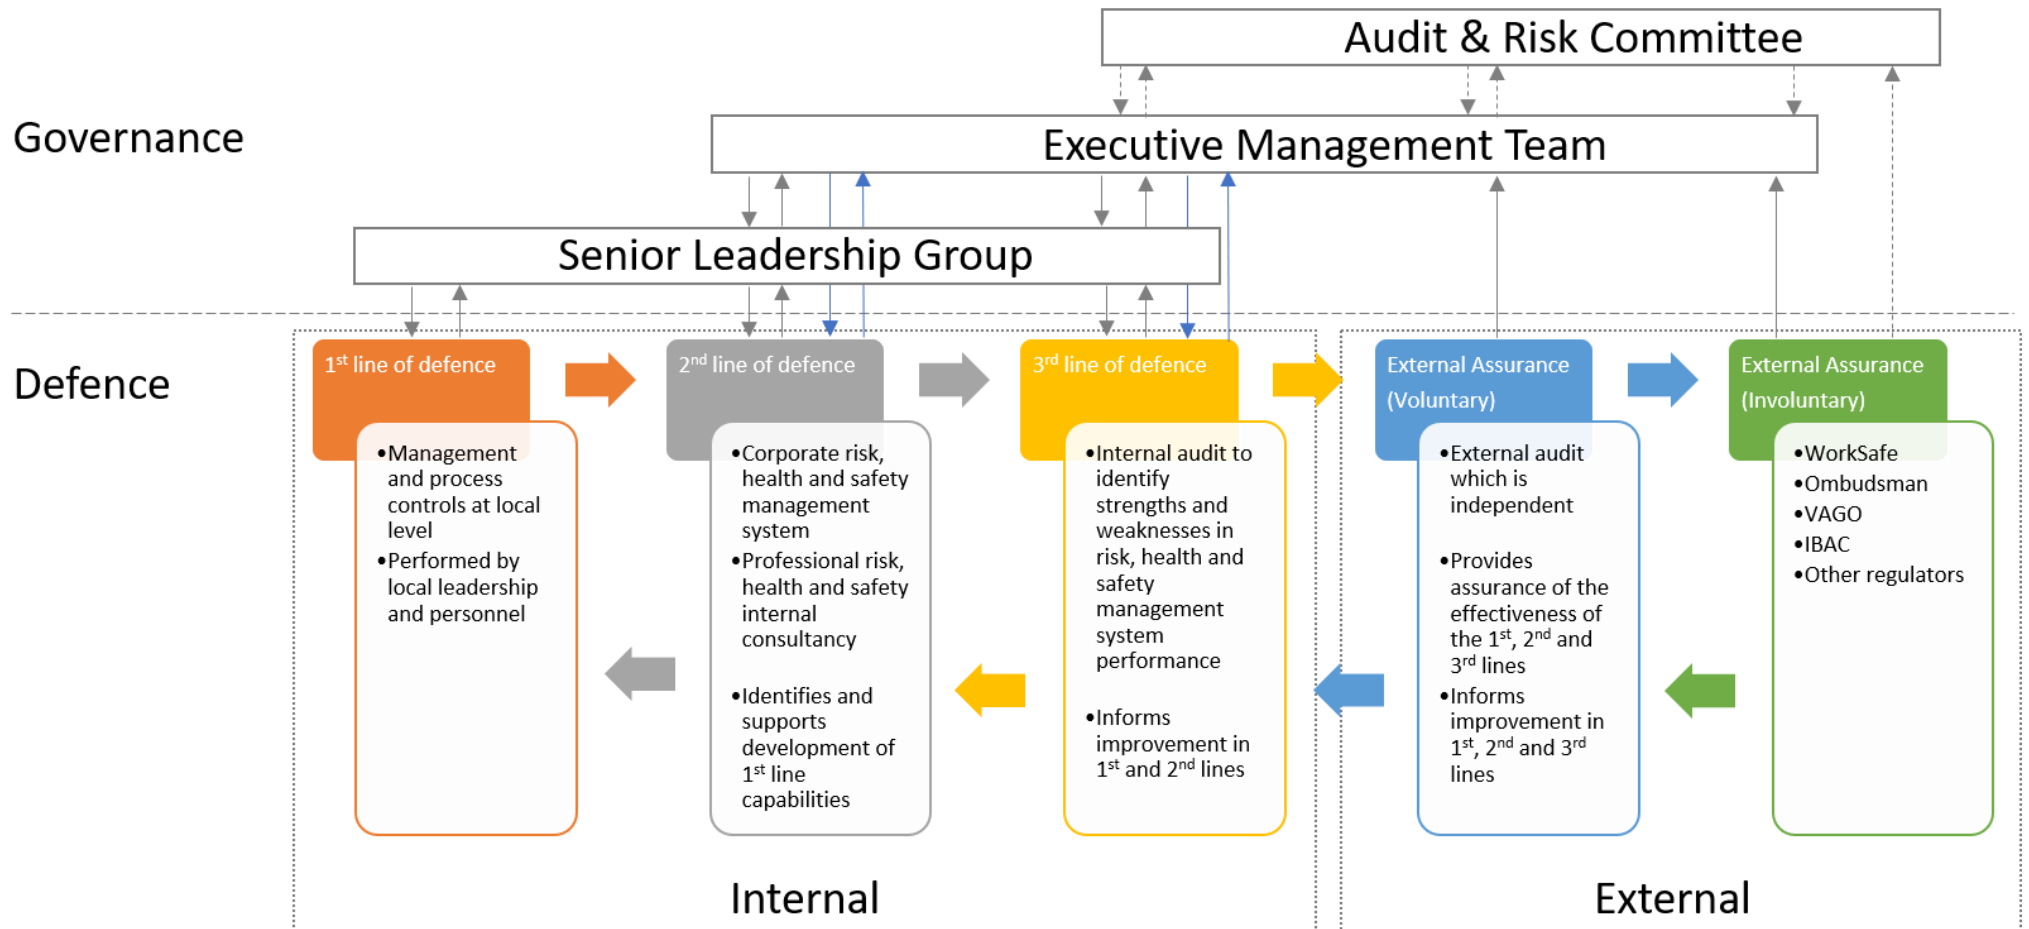 Audit & Risk Committee
Governance
Executive Management Team
Senior Leadership Group
Defence
1st line of defence
•Management
and process
controls at local
level
•Performed by
local leadership
and personnel
2nd line of defence
•Corporate risk,
health and safety
management
system
•Professional risk,
health and safety
internal
consultancy
•Identifies and
supports
development of
1st line
capabilities
3rd line of defence
•Internal audit to
identify
strengths and
weaknesses in
risk, health and
safety
management
system
performance
•Informs
improvement in
1st and 2nd lines
External Assurance
(Voluntary)
•External audit
which is
independent
•Provides
assurance of the
effectiveness of
the 1st, 2nd and
3rd lines
•Informs
improvement in
1st, 2nd and 3rd
lines
External Assurance
(Involuntary)
•WorkSafe
•Ombudsman
•VAGO
•IBAC
•Other regulators
Internal
External